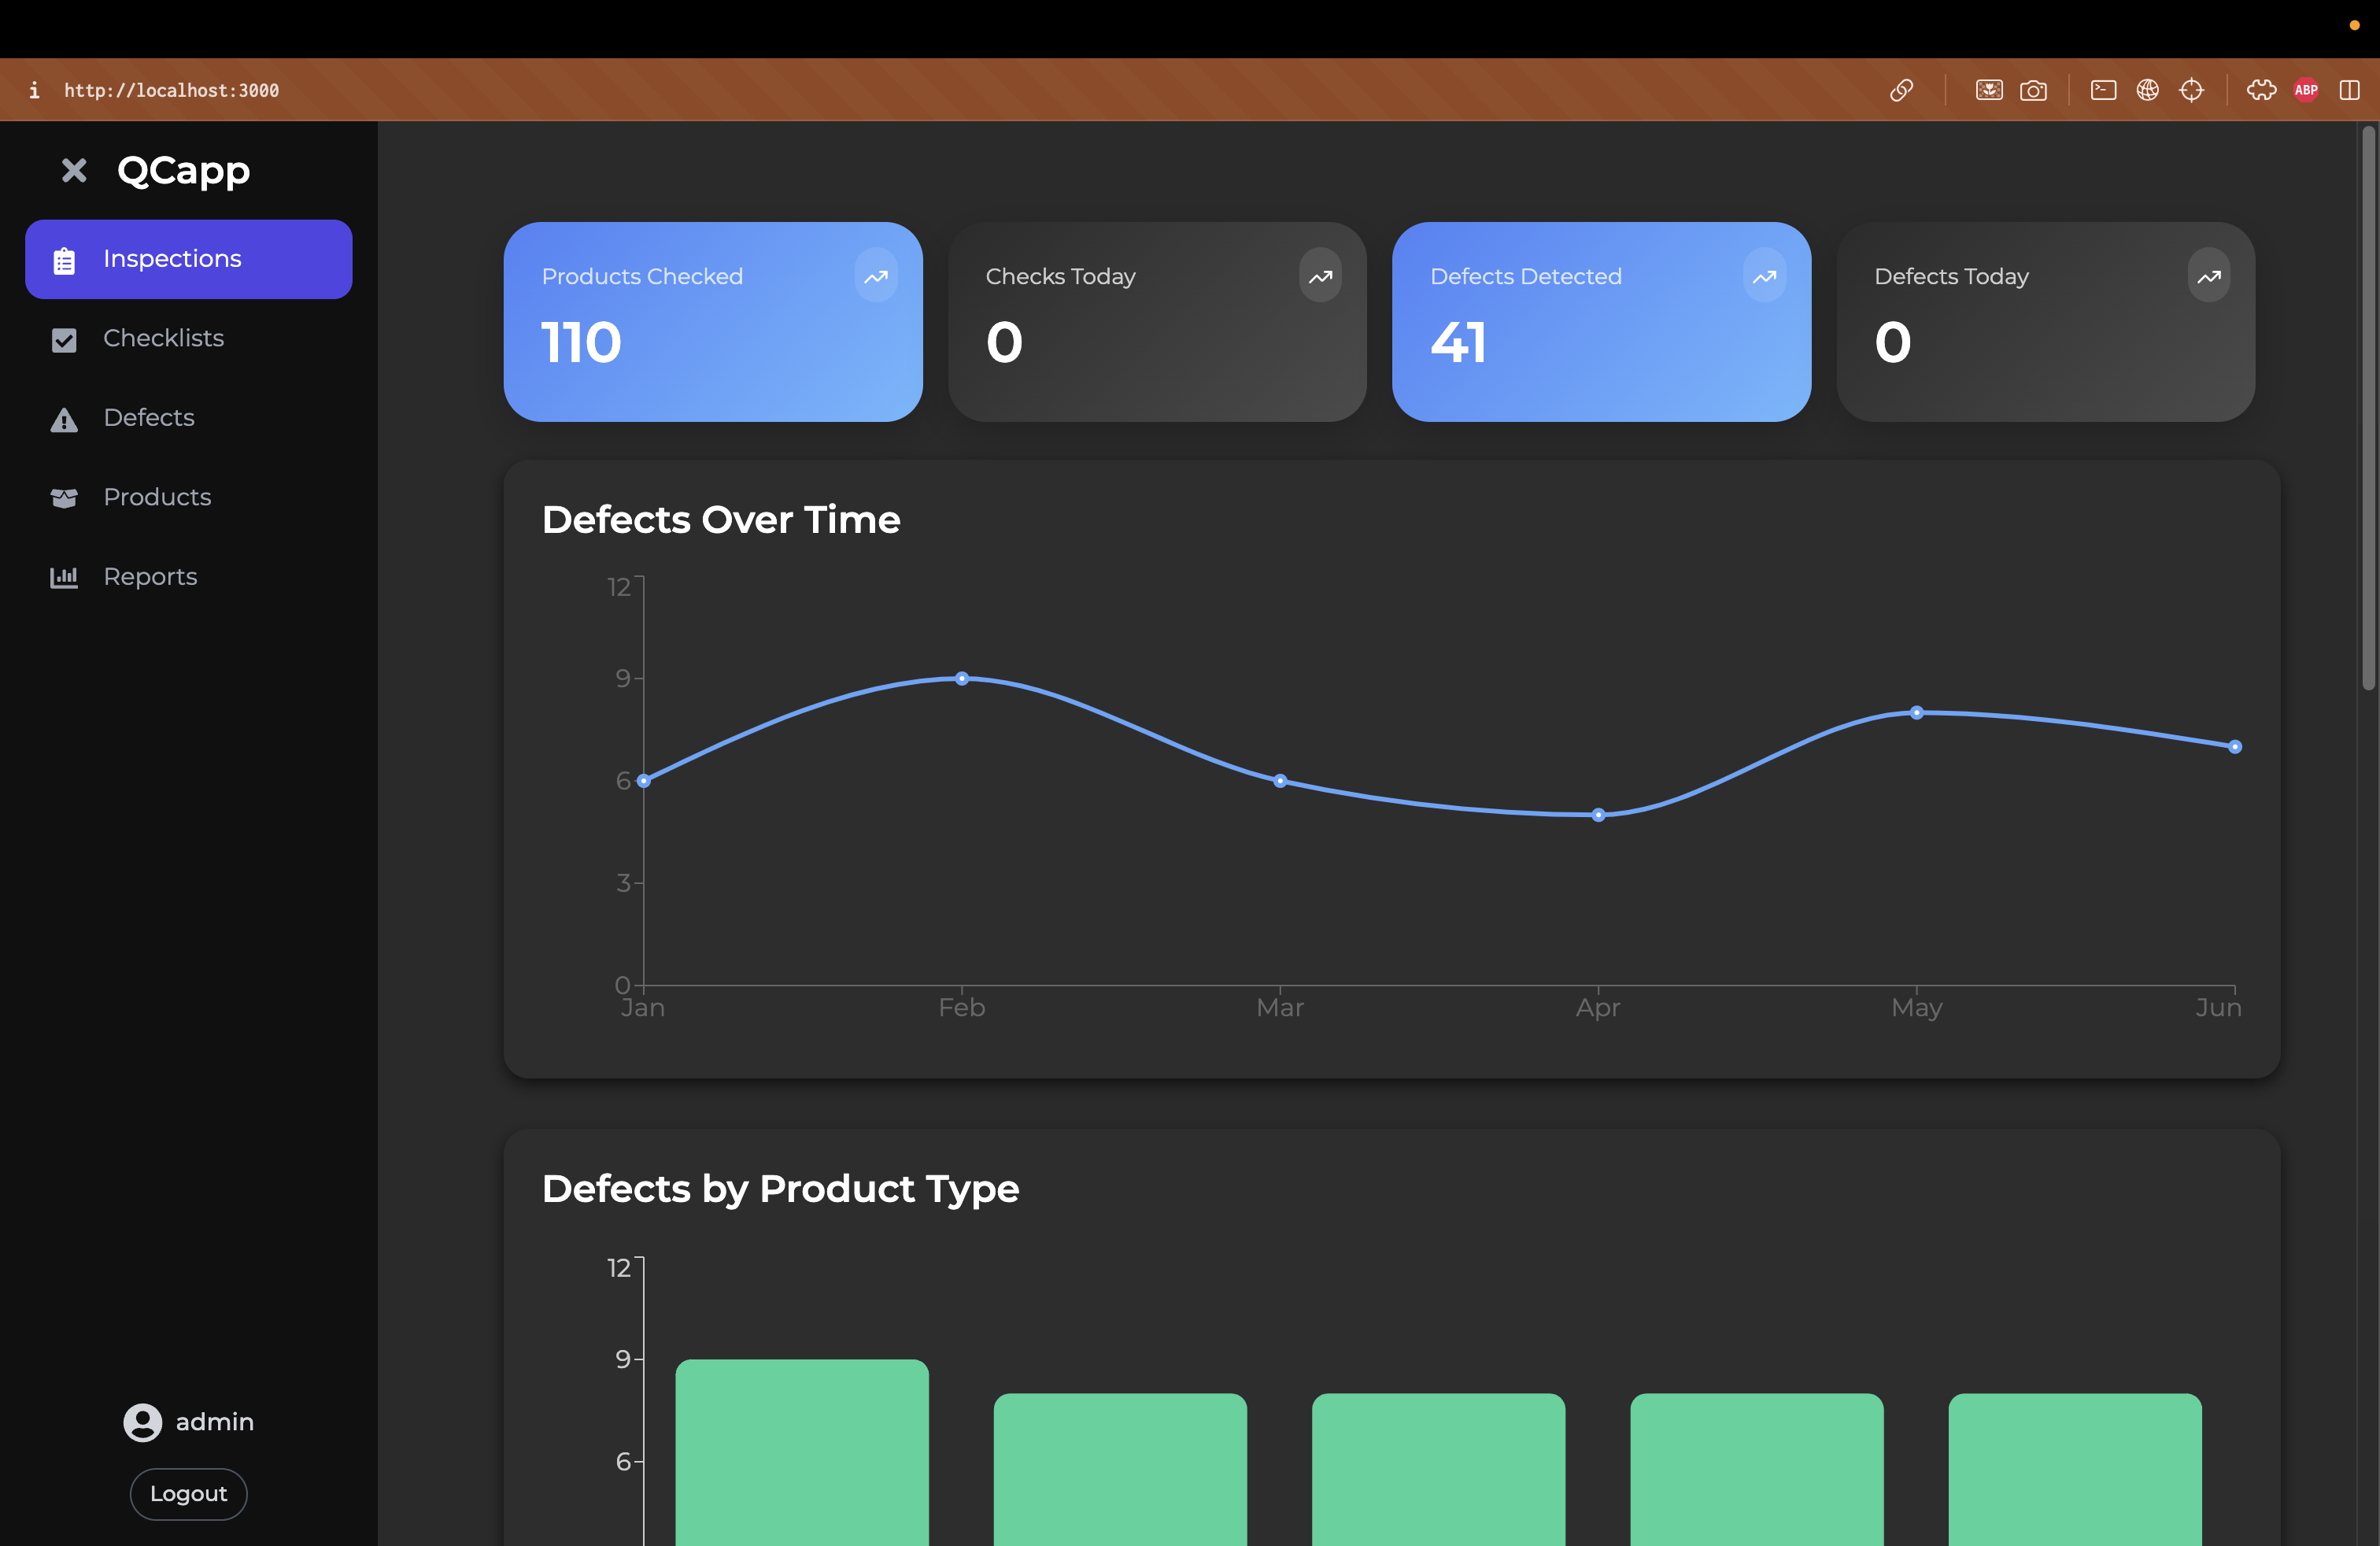 i http://localhost:3000
ABP
QCapp
Inspections
Checklists
Defects
Products
Reports
admin
Logout
Products Checked
110
Checks Today
0
Defects Detected
41
Defects Today
0
Defects Over Time
12
9
6
3
0
Jan Feb Mar Apr May Jun
Defects by Product Type
12
9
6